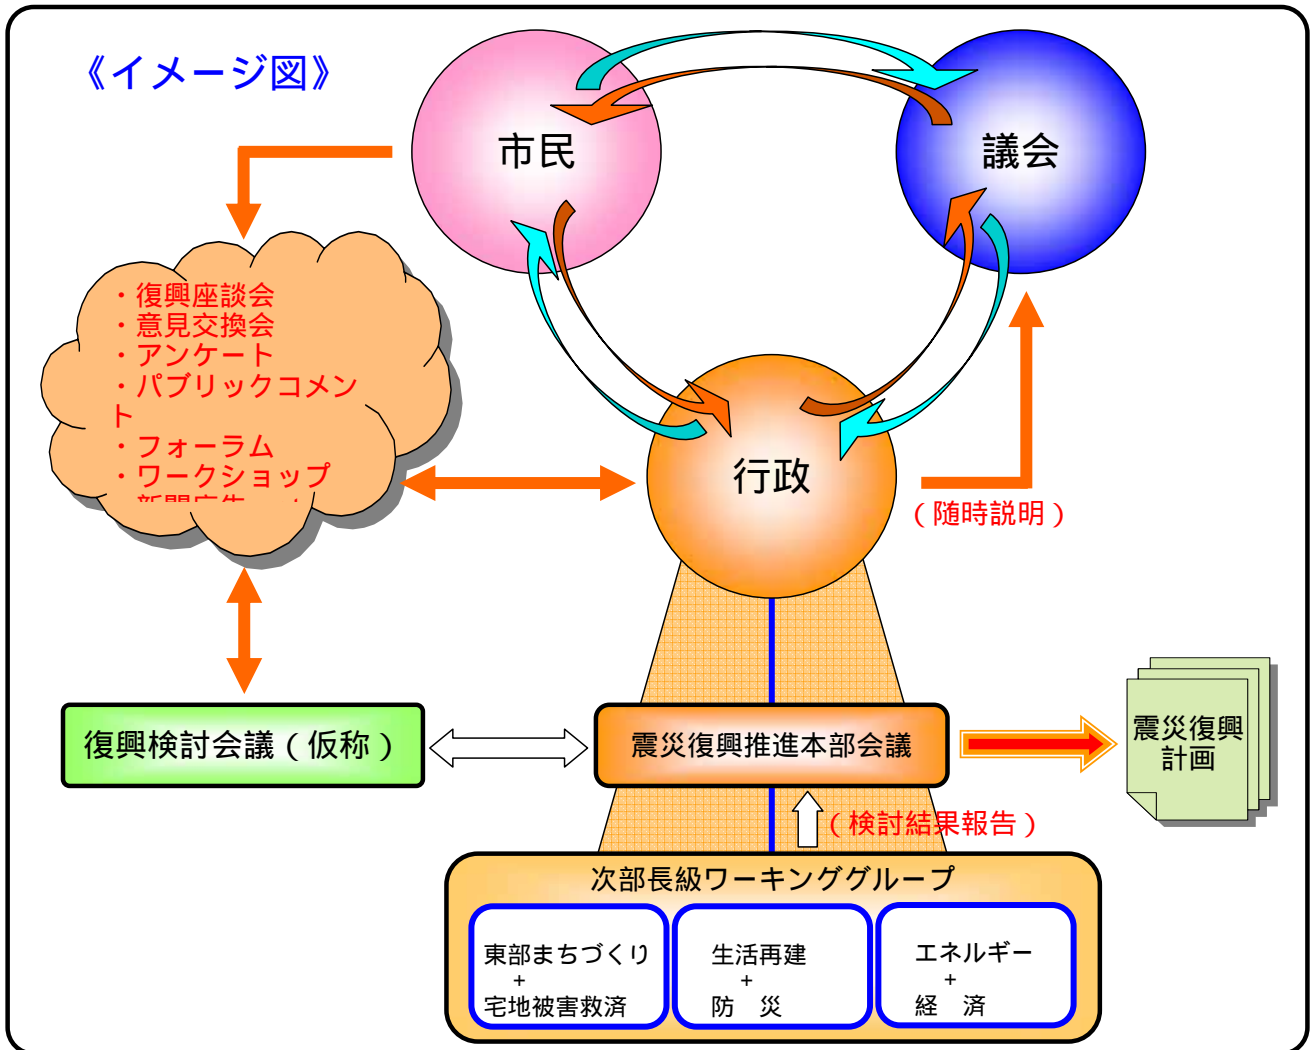 《イメージ図》
市民
議会
・復興座談会
・意見交換会
・アンケート
・パブリックコメン
ト
・フォーラム
・ワークショップ
行政
（随時説明）
復興検討会議（仮称）
震災復興推進本部会議
震災復興
計画
（検討結果報告）
次部長級ワーキンググループ
東部まちづくり
+
宅地被害救済
生活再建
+
防　災
エネルギー
+
経　済